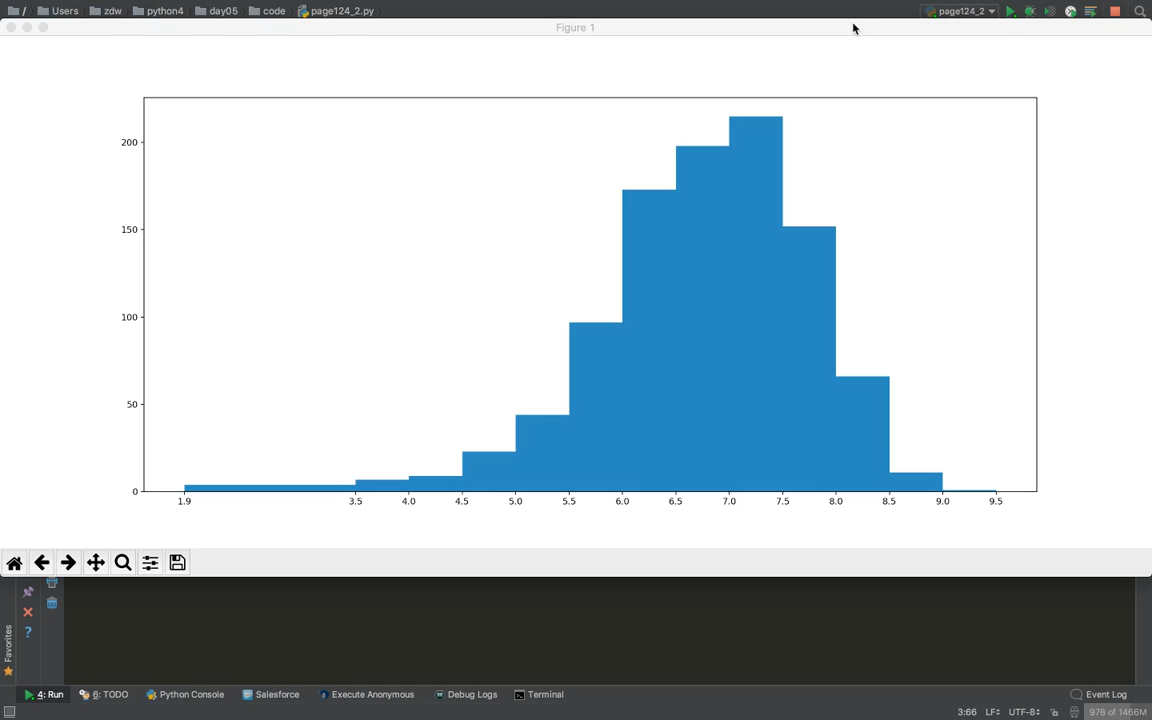 / Users zdw python4 day05 code page124_2.py page124_2
Figure 1
200
150
100
50
0
1.9 3.5 4.0 4.5 5.0 5.5 6.0 6.5 7.0 7.5 8.0 8.5 9.0 9.5
Favorites
4: Run 6: TODO Python Console Salesforce Execute Anonymous Debug Logs Terminal Event Log
3:66 LF UTF-8 978 of 1466M